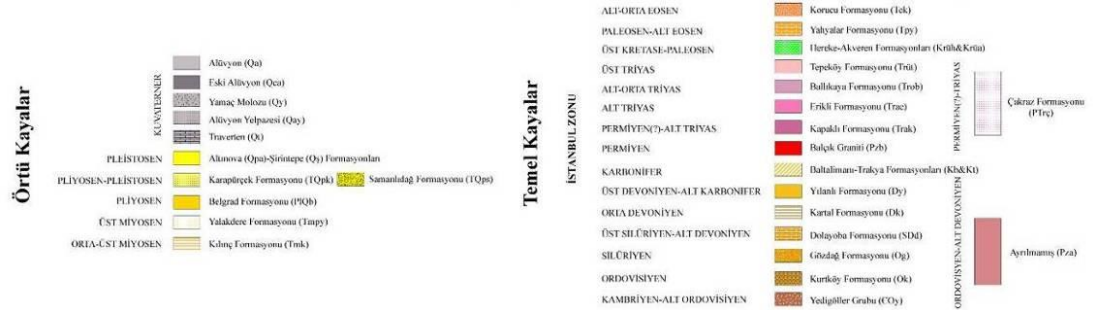 Örtü Kayalar
KUVATERNER
Alüvyon (Qa)
Eski Alüvyon (Qea)
Yamaç Molozu (Qy)
Alüvyon Yelpazesi (Qay)
Traverten (Qt)
PLEİSTOSEN Altınova (Qpa)-Şirintepe (Qş) Formasyonları
PLİYOSEN-PLEİSTOSEN Karapürçek Formasyonu (TQpk) Samanlıdağ Formasyonu (TQps)
PLİYOSEN Belgrad Formasyonu (PlQb)
ÜST MİYOSEN Yalakdere Formasyonu (Tmpy)
ORTA-ÜST MİYOSEN Kılınç Formasyonu (Tmk)
Temel Kayalar
İSTANBUL ZONU
ALT-ORTA EOSEN Korucu Formasyonu (Tek)
PALEOSEN-ALT EOSEN Yahyalar Formasyonu (Tpy)
ÜST KRETASE-PALEOSEN Hereke-Akveren Formasyonları (Krüh&Krüa)
ÜST TRİYAS Tepeköy Formasyonu (Trüt)
ALT-ORTA TRİYAS Ballıkaya Formasyonu (Trob)
ALT TRİYAS Erikli Formasyonu (Trae)
PERMİYEN(?)-ALT TRİYAS Kapaklı Formasyonu (Trak)
PERMİYEN Balçık Graniti (Pzb)
KARBONİFER Baltalimanı-Trakya Formasyonları (Kb&Kt)
ÜST DEVONİYEN-ALT KARBONİFER Yılanlı Formasyonu (Dy)
ORTA DEVONİYEN Kartal Formasyonu (Dk)
ÜST SİLÜRİYEN-ALT DEVONİYEN Dolayoba Formasyonu (SDd)
SİLÜRİYEN Gözdağ Formasyonu (Og)
ORDOVİSİYEN Kurtköy Formasyonu (Ok)
KAMBRİYEN-ALT ORDOVİSİYEN Yedigöller Grubu (ЄOy)
PERMİYEN(?)-TRİYAS
Çakraz Formasyonu
(PTrç)
ORDOVİSYEN-ALT DEVONİYEN
Ayrılmamış (Pza)